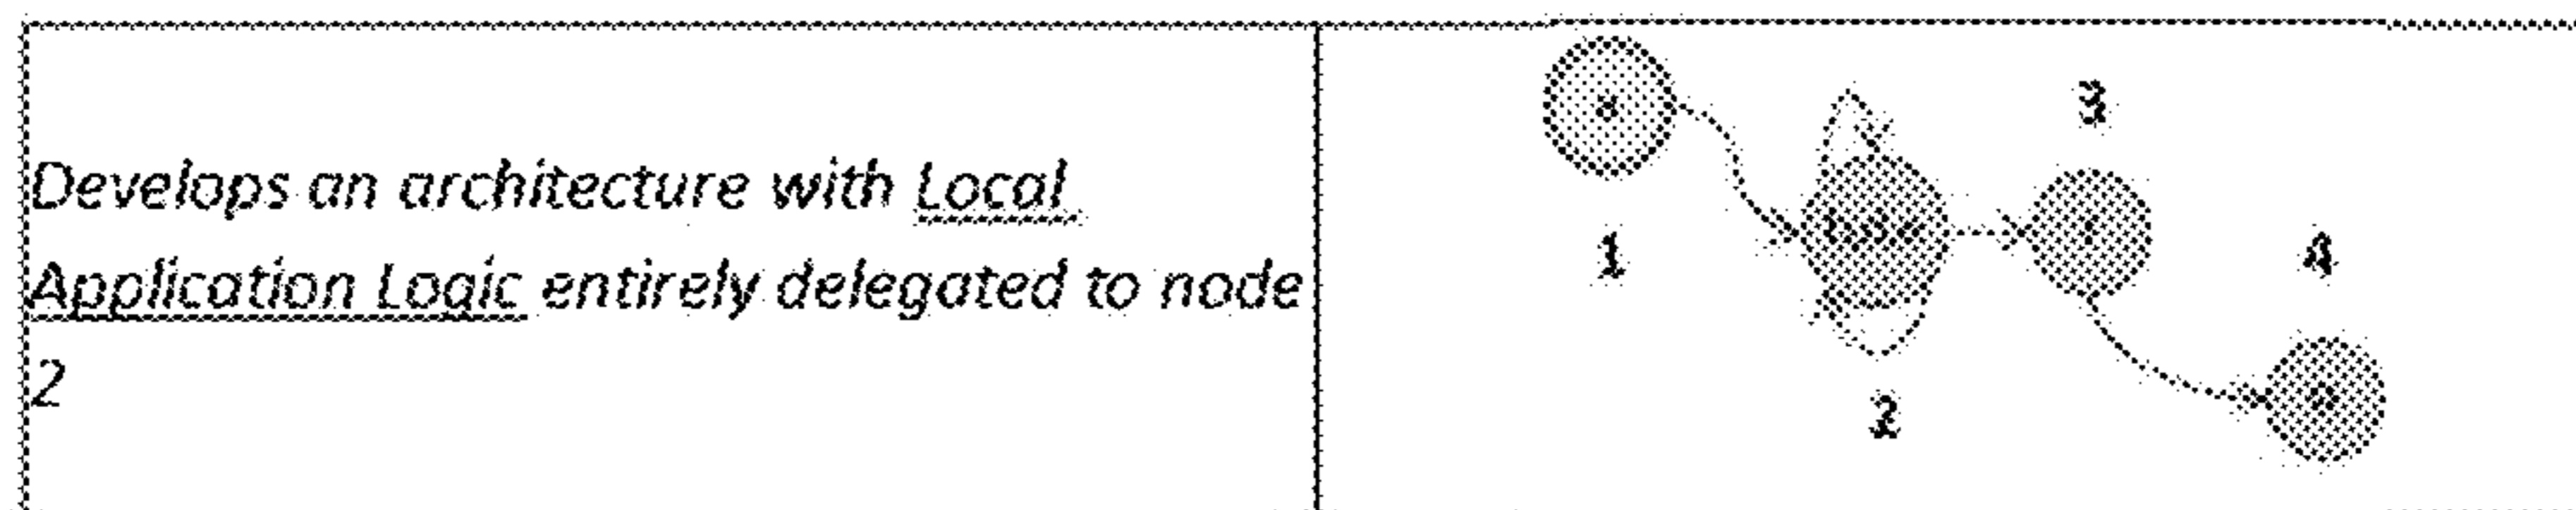 Develops an architecture with Local
Application Logic entirely delegated to node
2
3
1
4
2